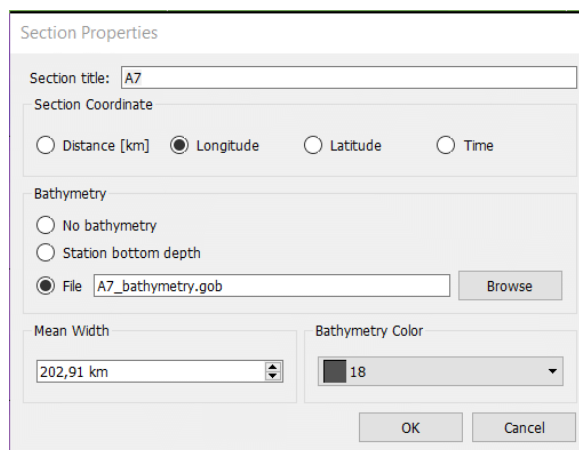 Section Properties
Section title: A7
Section Coordinate
Distance [km] Longitude Latitude Time
Bathymetry
No bathymetry
Station bottom depth
File A7_bathymetry.gob Browse
Mean Width Bathymetry Color
202,91 km 18
OK Cancel